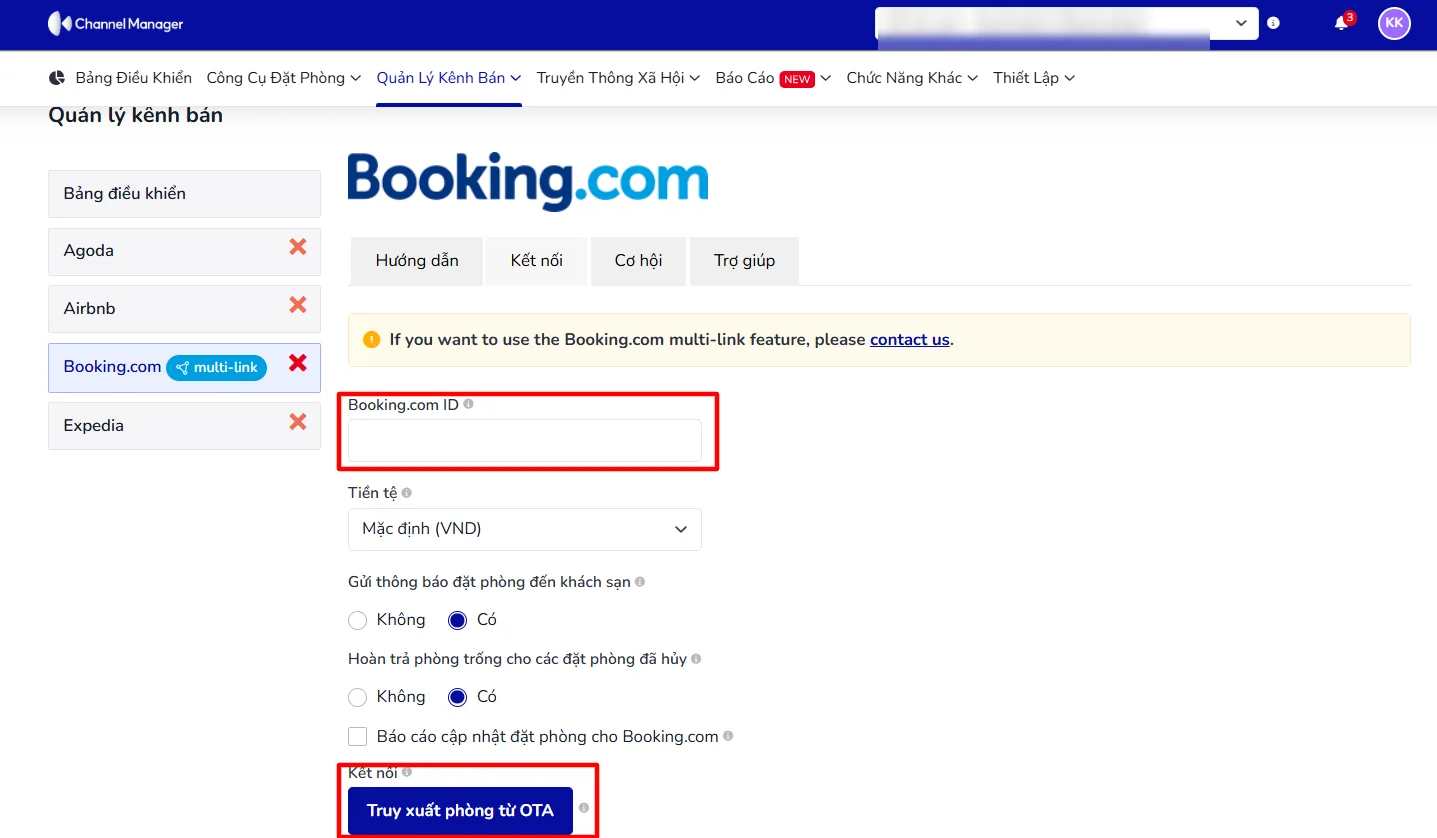 Channel Manager
3
KK
Bảng Điều Khiển Công Cụ Đặt Phòng Quản Lý Kênh Bán Truyền Thông Xã Hội Báo Cáo NEW Chức Năng Khác Thiết Lập
Quản lý kênh bán
Booking.com
Bảng điều khiển
Agoda
Airbnb
Booking.com multi-link
Expedia
Hướng dẫn Kết nối Cơ hội Trợ giúp
If you want to use the Booking.com multi-link feature, please contact us.
Booking.com ID
Tiền tệ
Mặc định (VND)
Gửi thông báo đặt phòng đến khách sạn
Không Có
Hoàn trả phòng trống cho các đặt phòng đã hủy
Không Có
Báo cáo cập nhật đặt phòng cho Booking.com
Kết nối
Truy xuất phòng từ OTA